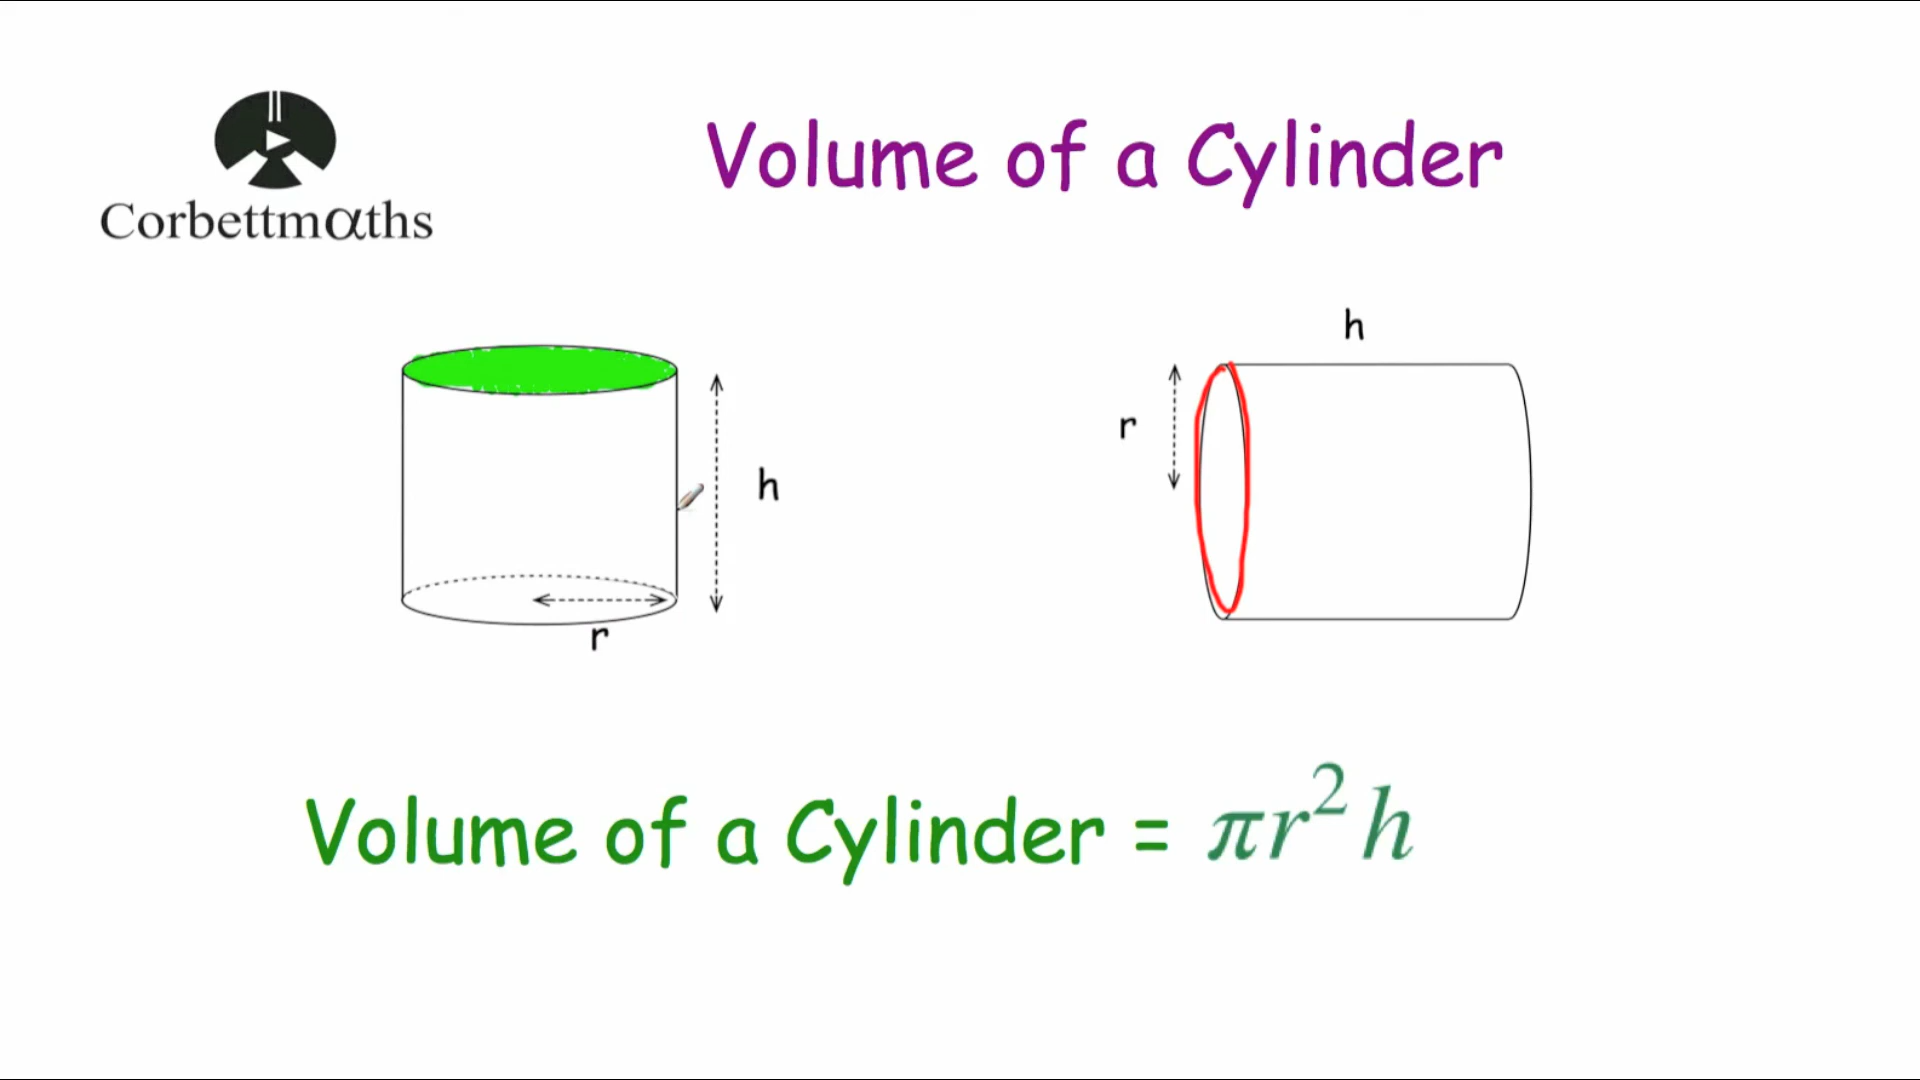 Volume of a Cylinder
Corbettmαths
h
r
h
r
Volume of a Cylinder = πr²h